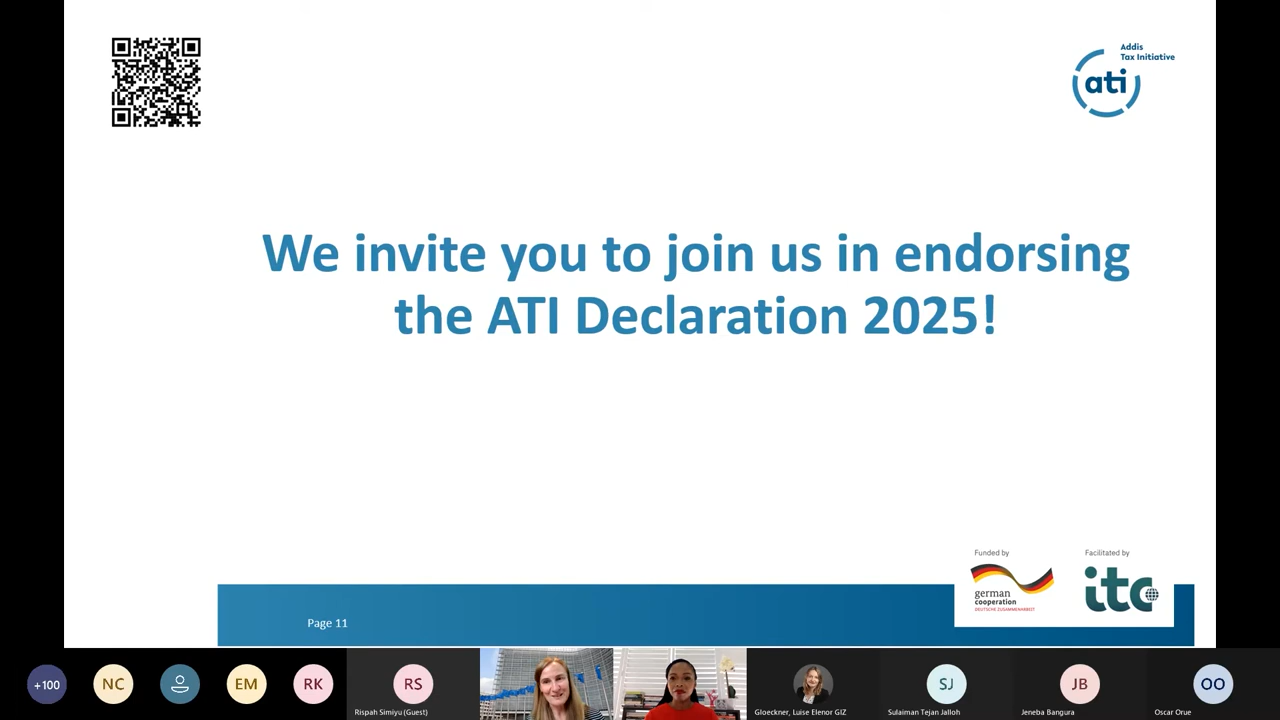 Addis
Tax Initiative
ati
We invite you to join us in endorsing
the ATI Declaration 2025!
Funded by
Facilitated by
german
cooperation
DEUTSCHE ZUSAMMENARBEIT
itc
Page 11
+100
NC
EM
RK
RS
SJ
JB
OO
Rispah Simiyu (Guest)
Gloeckner, Luise Elenor GIZ
Sulaiman Tejan Jalloh
Jeneba Bangura
Oscar Orue